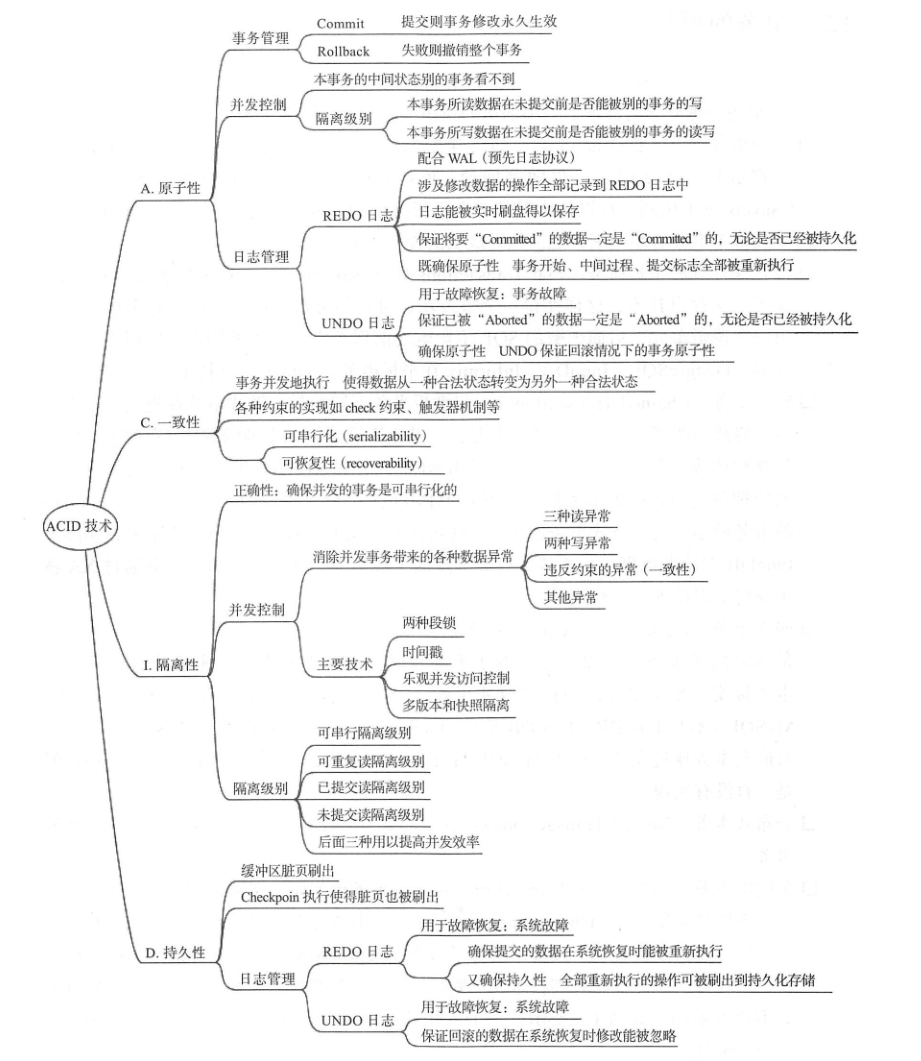 事务管理
Commit 提交则事务修改永久生效
Rollback 失败则撤销整个事务
本事务的中间状态别的事务看不到
并发控制
隔离级别
本事务所读数据在未提交前是否能被别的事务的写
本事务所写数据在未提交前是否能被别的事务的读写
A. 原子性
配合 WAL（预先日志协议）
涉及修改数据的操作全部记录到 REDO 日志中
REDO 日志
日志能被实时刷盘得以保存
保证将要“Committed”的数据一定是“Committed”的，无论是否已经被持久化
日志管理
既确保原子性 事务开始、中间过程、提交标志全部被重新执行
用于故障恢复：事务故障
UNDO 日志
保证已被“Aborted”的数据一定是“Aborted”的，无论是否已经被持久化
确保原子性 UNDO 保证回滚情况下的事务原子性
事务并发地执行 使得数据从一种合法状态转变为另外一种合法状态
C. 一致性
各种约束的实现如 check 约束、触发器机制等
可串行化（serializability）
可恢复性（recoverability）
ACID 技术
正确性：确保并发的事务是可串行化的
三种读异常
两种写异常
消除并发事务带来的各种数据异常
违反约束的异常（一致性）
其他异常
并发控制
两种段锁
I. 隔离性
主要技术
时间戳
乐观并发访问控制
多版本和快照隔离
可串行隔离级别
可重复读隔离级别
隔离级别
已提交读隔离级别
未提交读隔离级别
后面三种用以提高并发效率
缓冲区脏页刷出
Checkpoin 执行使得脏页也被刷出
D. 持久性
用于故障恢复：系统故障
REDO 日志
确保提交的数据在系统恢复时能被重新执行
又确保持久性 全部重新执行的操作可被刷出到持久化存储
日志管理
用于故障恢复：系统故障
UNDO 日志
保证回滚的数据在系统恢复时修改能被忽略